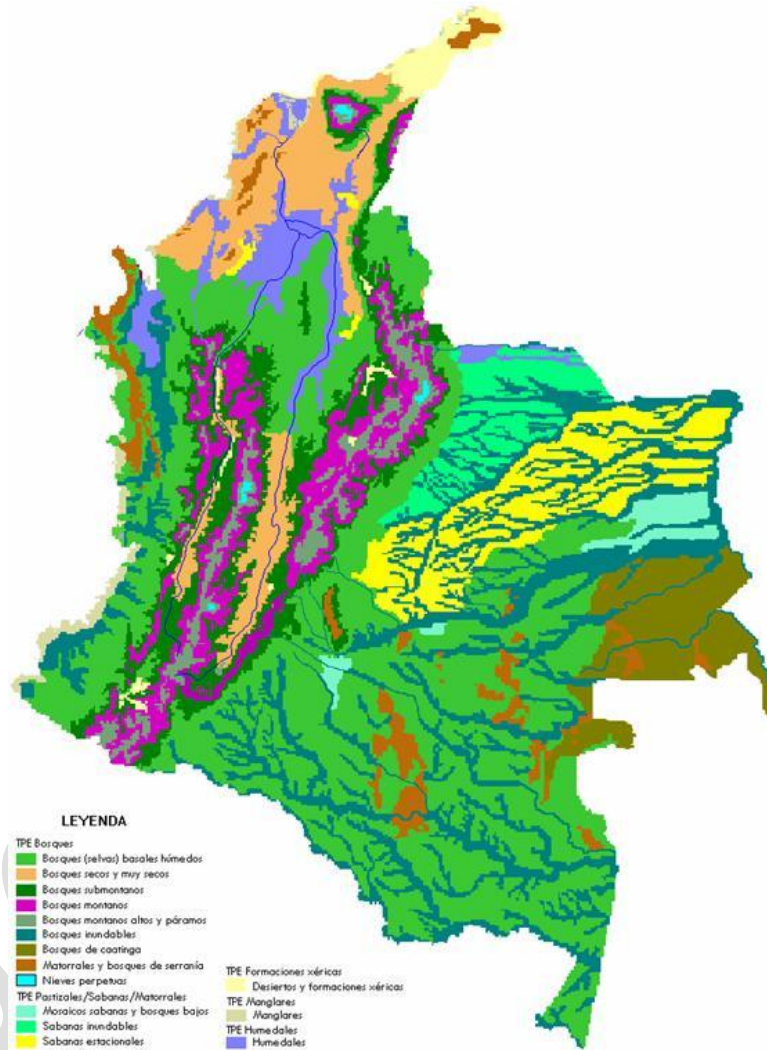 LEYENDA
TPE Bosques
Bosques (selvas) basales húmedos
Bosques secos y muy secos
Bosques submontanos
Bosques montanos
Bosques montanos altos y páramos
Bosques inundables
Bosques de caatinga
Matorrales y bosques de serranía
Nieves perpetuas
TPE Pastizales/Sabanas/Matorrales
Mosaicos sabanas y bosques bajos
Sabanas inundables
Sabanas estacionales
TPE Formaciones xéricas
Desiertos y formaciones xéricas
TPE Manglares
Manglares
TPE Humedales
Humedales